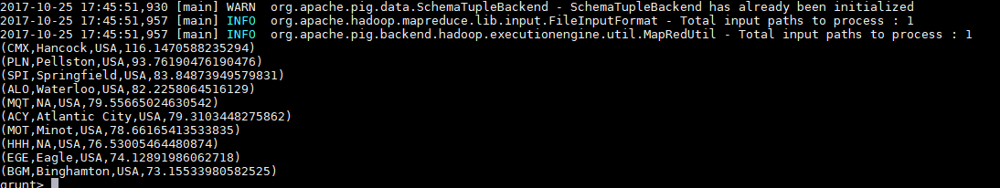 2017-10-25 17:45:51,930 [main] WARN  org.apache.pig.data.SchemaTupleBackend - SchemaTupleBackend has already been initialized
2017-10-25 17:45:51,957 [main] INFO  org.apache.hadoop.mapreduce.lib.input.FileInputFormat - Total input paths to process : 1
2017-10-25 17:45:51,957 [main] INFO  org.apache.pig.backend.hadoop.executionengine.util.MapRedUtil - Total input paths to process : 1
(CMX,Hancock,USA,116.1470588235294)
(PLN,Pellston,USA,93.76190476190476)
(SPI,Springfield,USA,83.84873949579831)
(ALO,Waterloo,USA,82.2258064516129)
(MQT,NA,USA,79.55665024630542)
(ACY,Atlantic City,USA,79.3103448275862)
(MOT,Minot,USA,78.66165413533835)
(HHH,NA,USA,76.53005464480874)
(EGE,Eagle,USA,74.12891986062718)
(BGM,Binghamton,USA,73.15533980582525)
grunt>